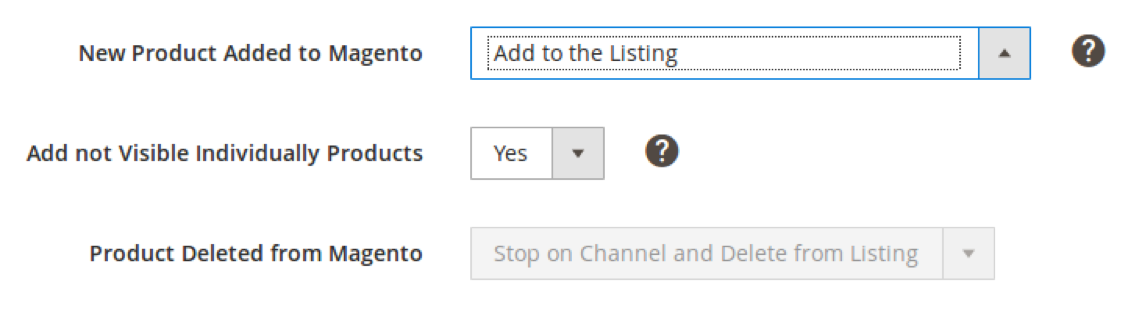 New Product Added to Magento Add to the Listing ?
Add not Visible Individually Products Yes ?
Product Deleted from Magento Stop on Channel and Delete from Listing